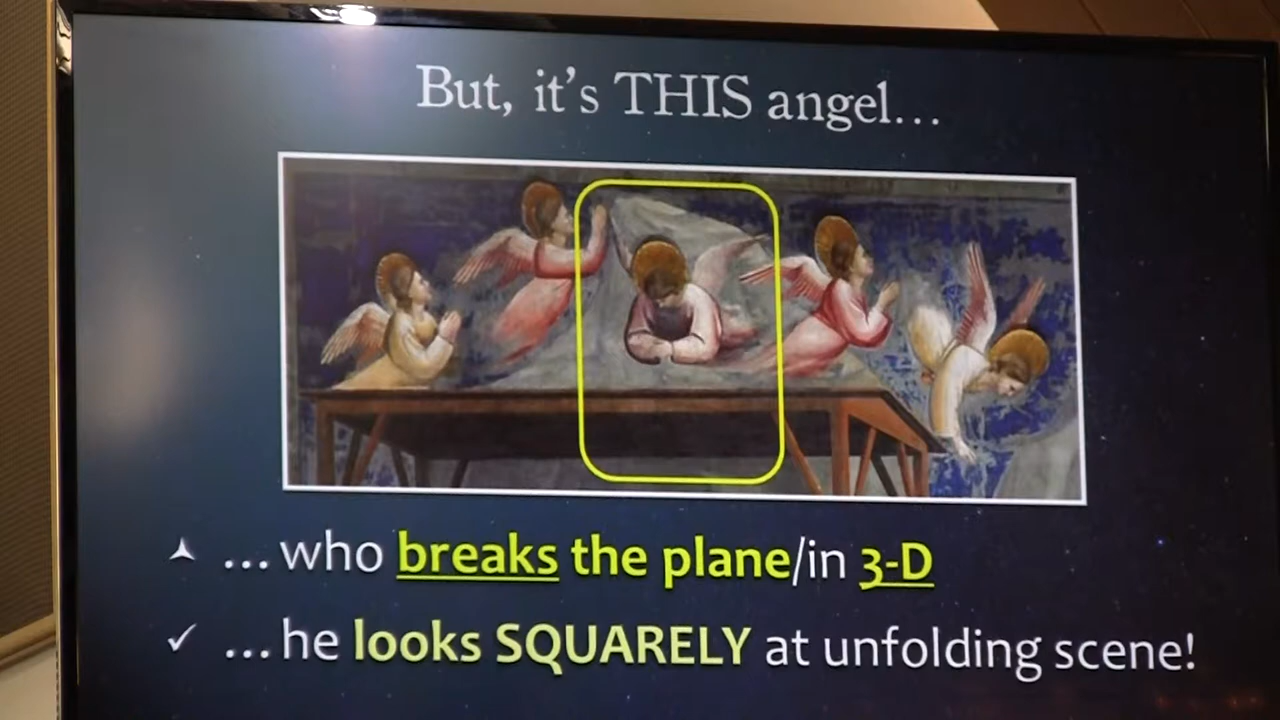 But, it's THIS angel...
...who breaks the plane/in 3-D
...he looks SQUARELY at unfolding scene!